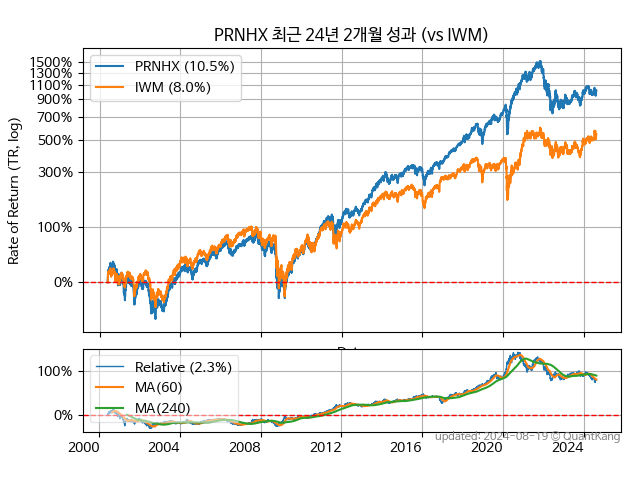 PRNHX 최근 24년 2개월 성과 (vs IWM)
Rate of Return (TR, log)
1500%
1300%
1100%
900%
700%
500%
300%
100%
0%
PRNHX (10.5%)
IWM (8.0%)
100%
0%
Relative (2.3%)
MA(60)
MA(240)
2000 2004 2008 2012 2016 2020 2024
updated: 2024-08-19 © QuantKang